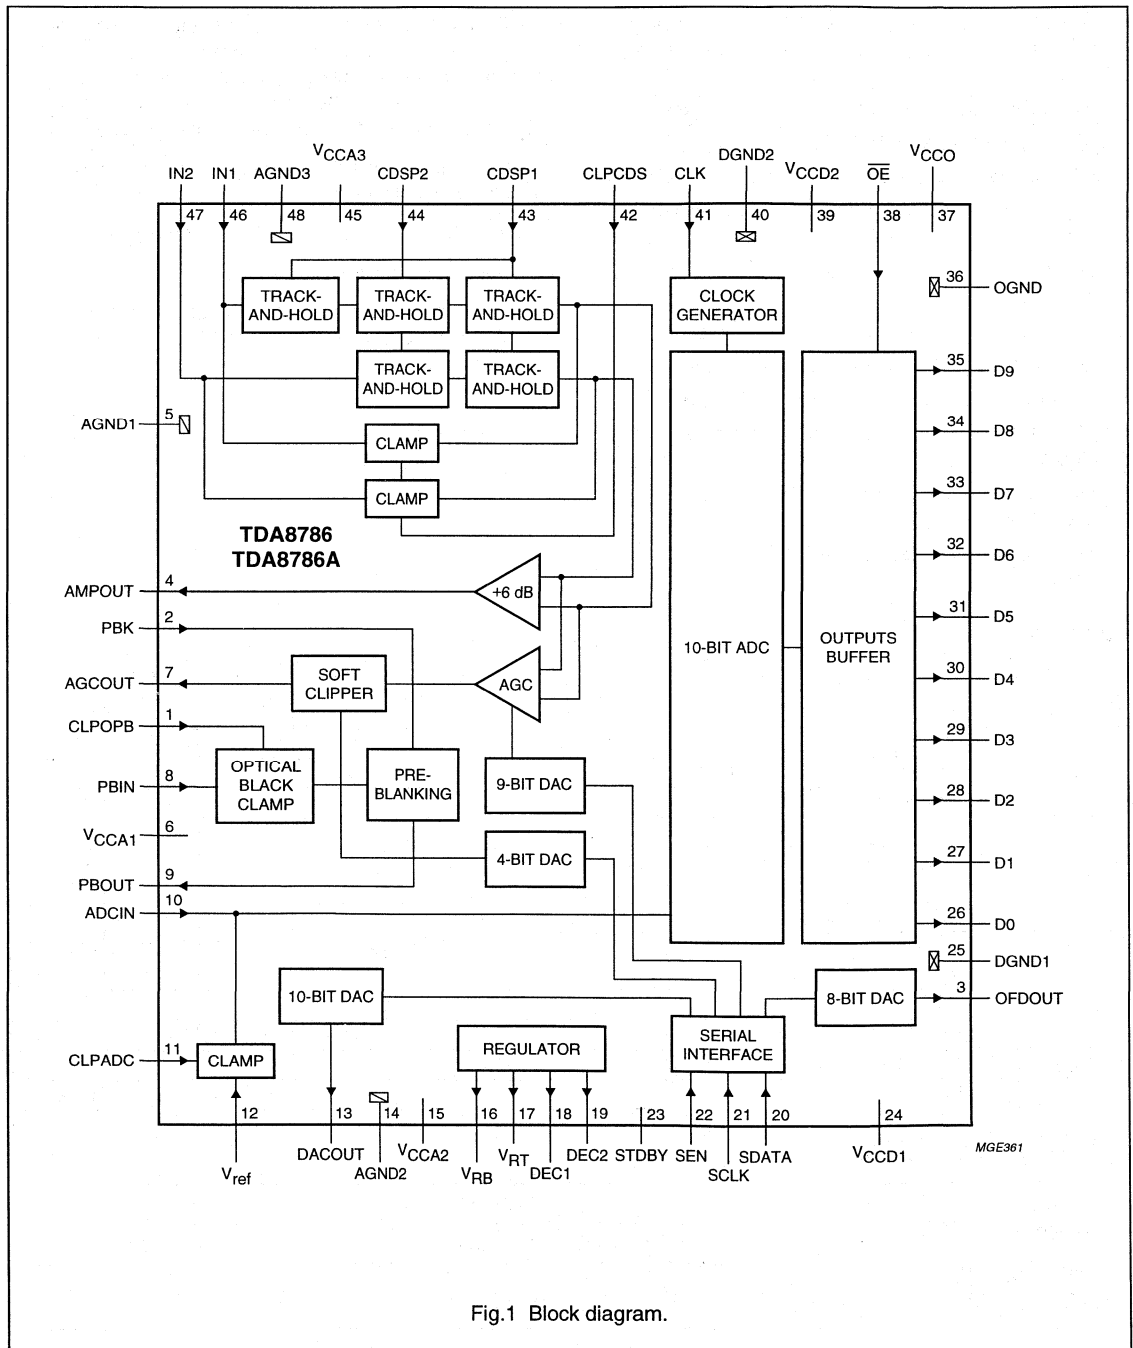 VCCA3
IN2 IN1 AGND3 CDSP2 CDSP1 CLPCDS CLK DGND2 VCCD2 OE VCCO
47 46 48 45 44 43 42 41 40 39 38 37
TRACK-AND-HOLD
TRACK-AND-HOLD
TRACK-AND-HOLD
CLOCK GENERATOR
36 OGND
TRACK-AND-HOLD
TRACK-AND-HOLD
35 D9
AGND1 5
CLAMP
34 D8
CLAMP
33 D7
TDA8786
TDA8786A
32 D6
AMPOUT 4
+6 dB
31 D5
PBK 2
10-BIT ADC
OUTPUTS BUFFER
AGCOUT 7
SOFT CLIPPER
AGC
30 D4
CLPOPB 1
29 D3
PBIN 8
OPTICAL BLACK CLAMP
PRE-BLANKING
9-BIT DAC
28 D2
VCCA1 6
4-BIT DAC
27 D1
PBOUT 9
ADCIN 10
26 D0
25 DGND1
10-BIT DAC
8-BIT DAC
3 OFDOUT
CLPADC 11
CLAMP
REGULATOR
SERIAL INTERFACE
12 13 14 15 16 17 18 19 23 22 21 20 24
Vref DACOUT AGND2 VCCA2 VRB VRT DEC1 DEC2 STDBY SEN SCLK SDATA VCCD1
MGE361
Fig.1 Block diagram.